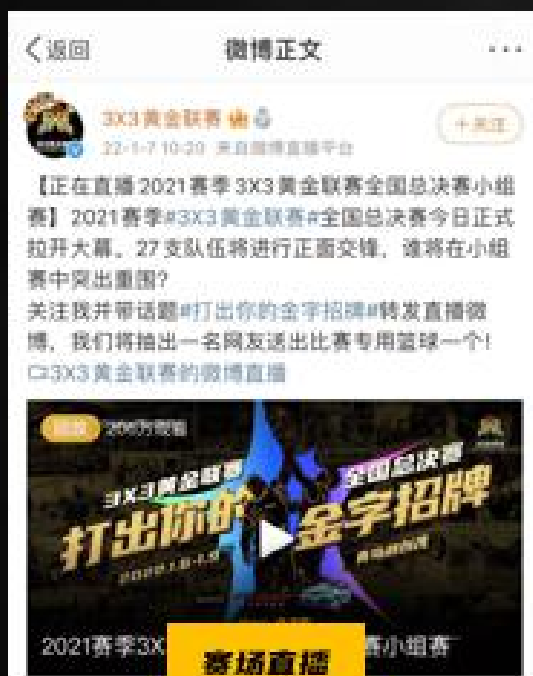 返回
微博正文
3X3黄金联赛
+关注
22-1-7 10:20 来自微博直播平台
【正在直播 2021赛季3X3黄金联赛全国总决赛小组
赛】2021赛季#3X3黄金联赛#全国总决赛今日正式
拉开大幕。27支队伍将进行正面交锋，谁将在小组
赛中突出重围？
关注我并带话题#打出你的金字招牌#转发直播微
博，我们将抽出一名网友送出比赛专用篮球一个！
3X3黄金联赛的微博直播
3X3黄金联赛
全国总决赛
打出你的
金字招牌
2021赛季3X
赛小组赛
赛场直播